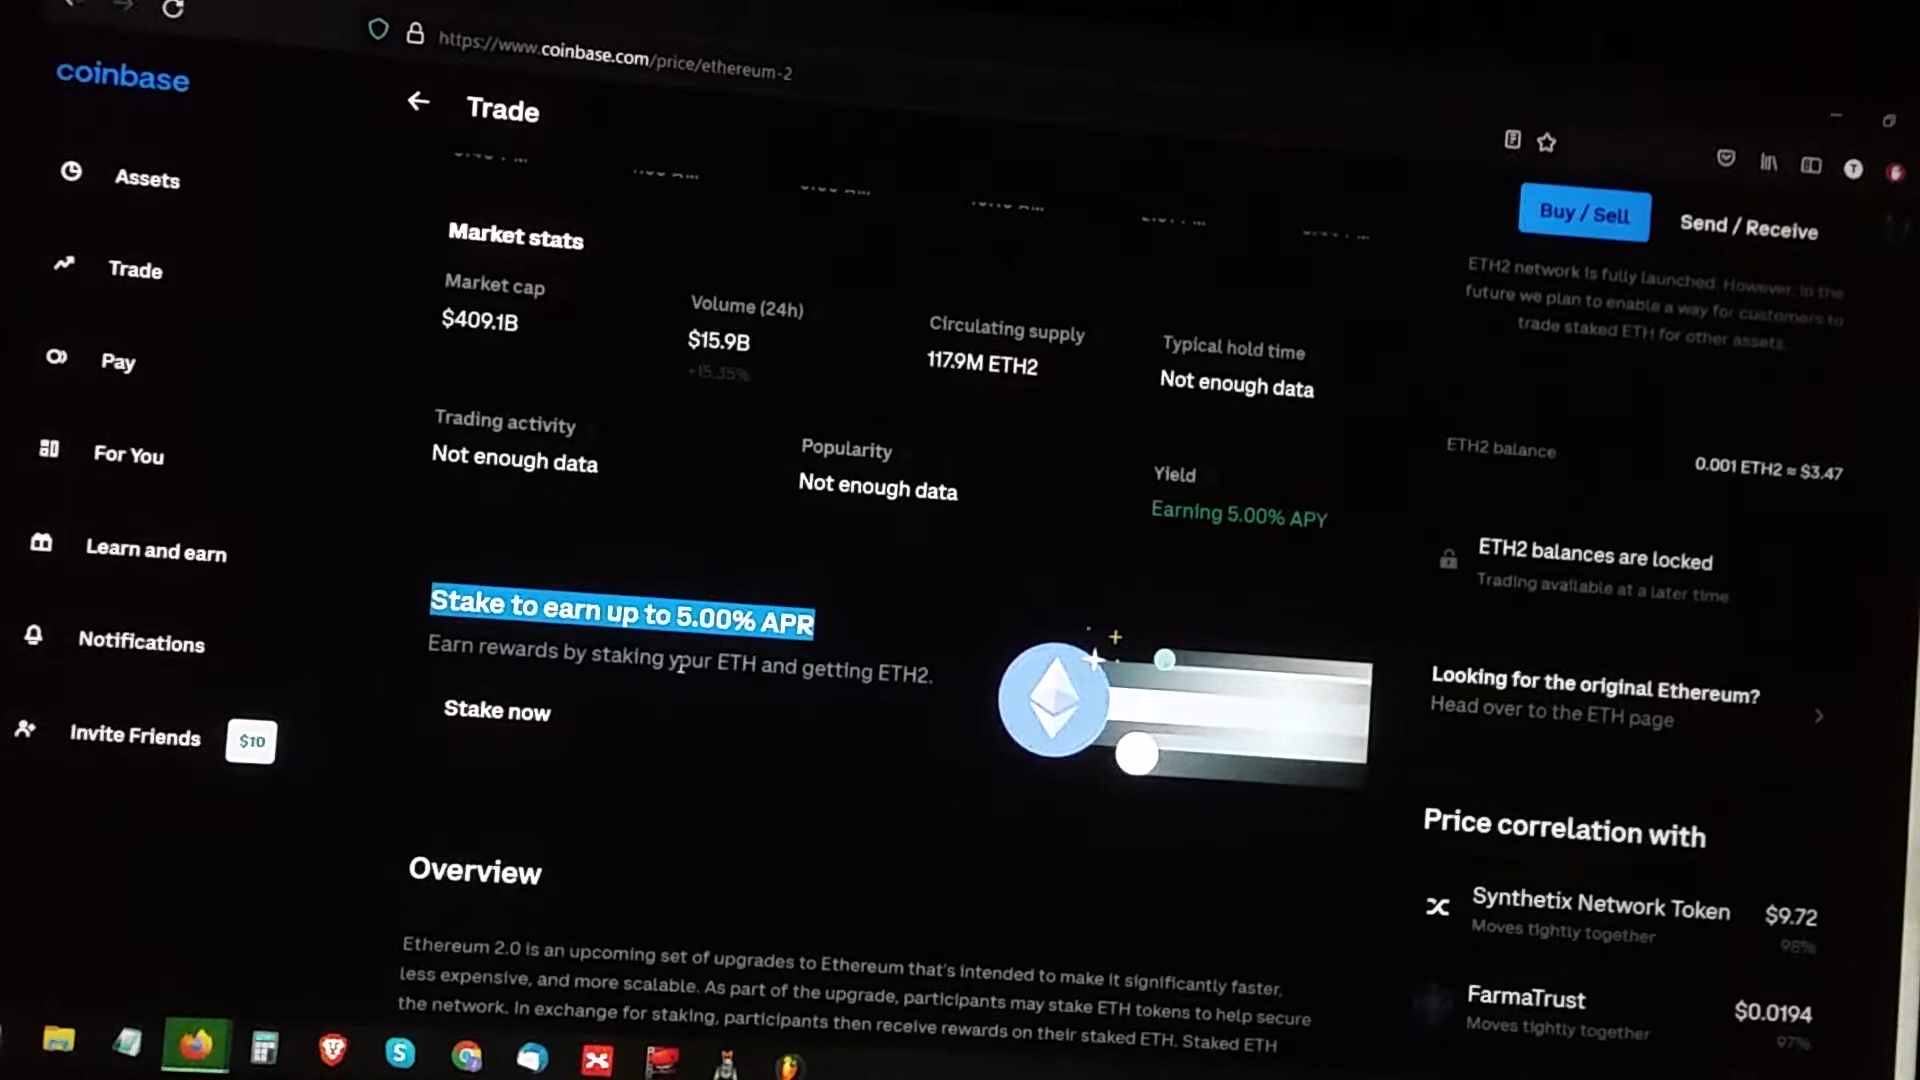 https://www.coinbase.com/price/ethereum-2
coinbase
Trade
Assets
Trade
Pay
For You
Learn and earn
Notifications
Invite Friends
$10
Market stats
Market cap
$409.1B
Volume (24h)
$15.9B
+15.35%
Circulating supply
117.9M ETH2
Typical hold time
Not enough data
Trading activity
Not enough data
Popularity
Not enough data
Yield
Earning 5.00% APY
Stake to earn up to 5.00% APR
Earn rewards by staking your ETH and getting ETH2.
Stake now
Overview
Ethereum 2.0 is an upcoming set of upgrades to Ethereum that's intended to make it significantly faster,
less expensive, and more scalable. As part of the upgrade, participants may stake ETH tokens to help secure
the network. In exchange for staking, participants then receive rewards on their staked ETH. Staked ETH
Buy / Sell
Send / Receive
ETH2 network is fully launched. However, in the
future we plan to enable a way for customers to
trade staked ETH for other assets.
ETH2 balance
0.001 ETH2 ≈ $3.47
ETH2 balances are locked
Trading available at a later time
Looking for the original Ethereum?
Head over to the ETH page
Price correlation with
Synthetix Network Token
$9.72
Moves tightly together
98%
FarmaTrust
$0.0194
Moves tightly together
97%